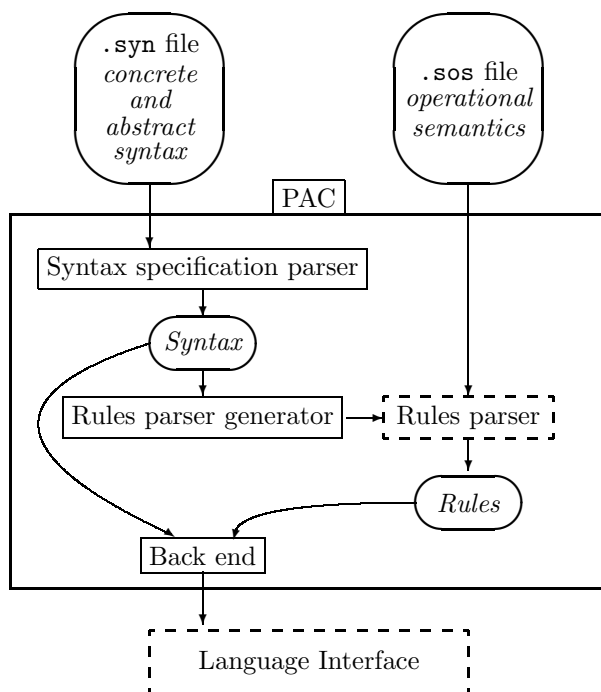 .syn file
concrete
and
abstract
syntax
.sos file
operational
semantics
PAC
Syntax specification parser
Syntax
Rules parser generator
Rules parser
Rules
Back end
Language Interface